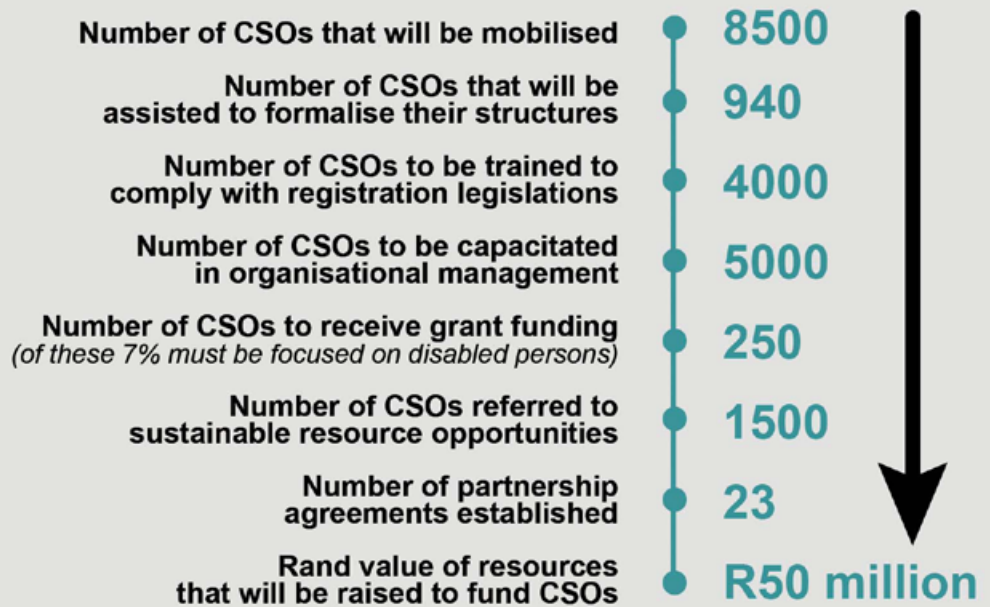 Number of CSOs that will be mobilised
8500
Number of CSOs that will be
assisted to formalise their structures
940
Number of CSOs to be trained to
comply with registration legislations
4000
Number of CSOs to be capacitated
in organisational management
5000
Number of CSOs to receive grant funding
(of these 7% must be focused on disabled persons)
250
Number of CSOs referred to
sustainable resource opportunities
1500
Number of partnership
agreements established
23
Rand value of resources
that will be raised to fund CSOs
R50 million